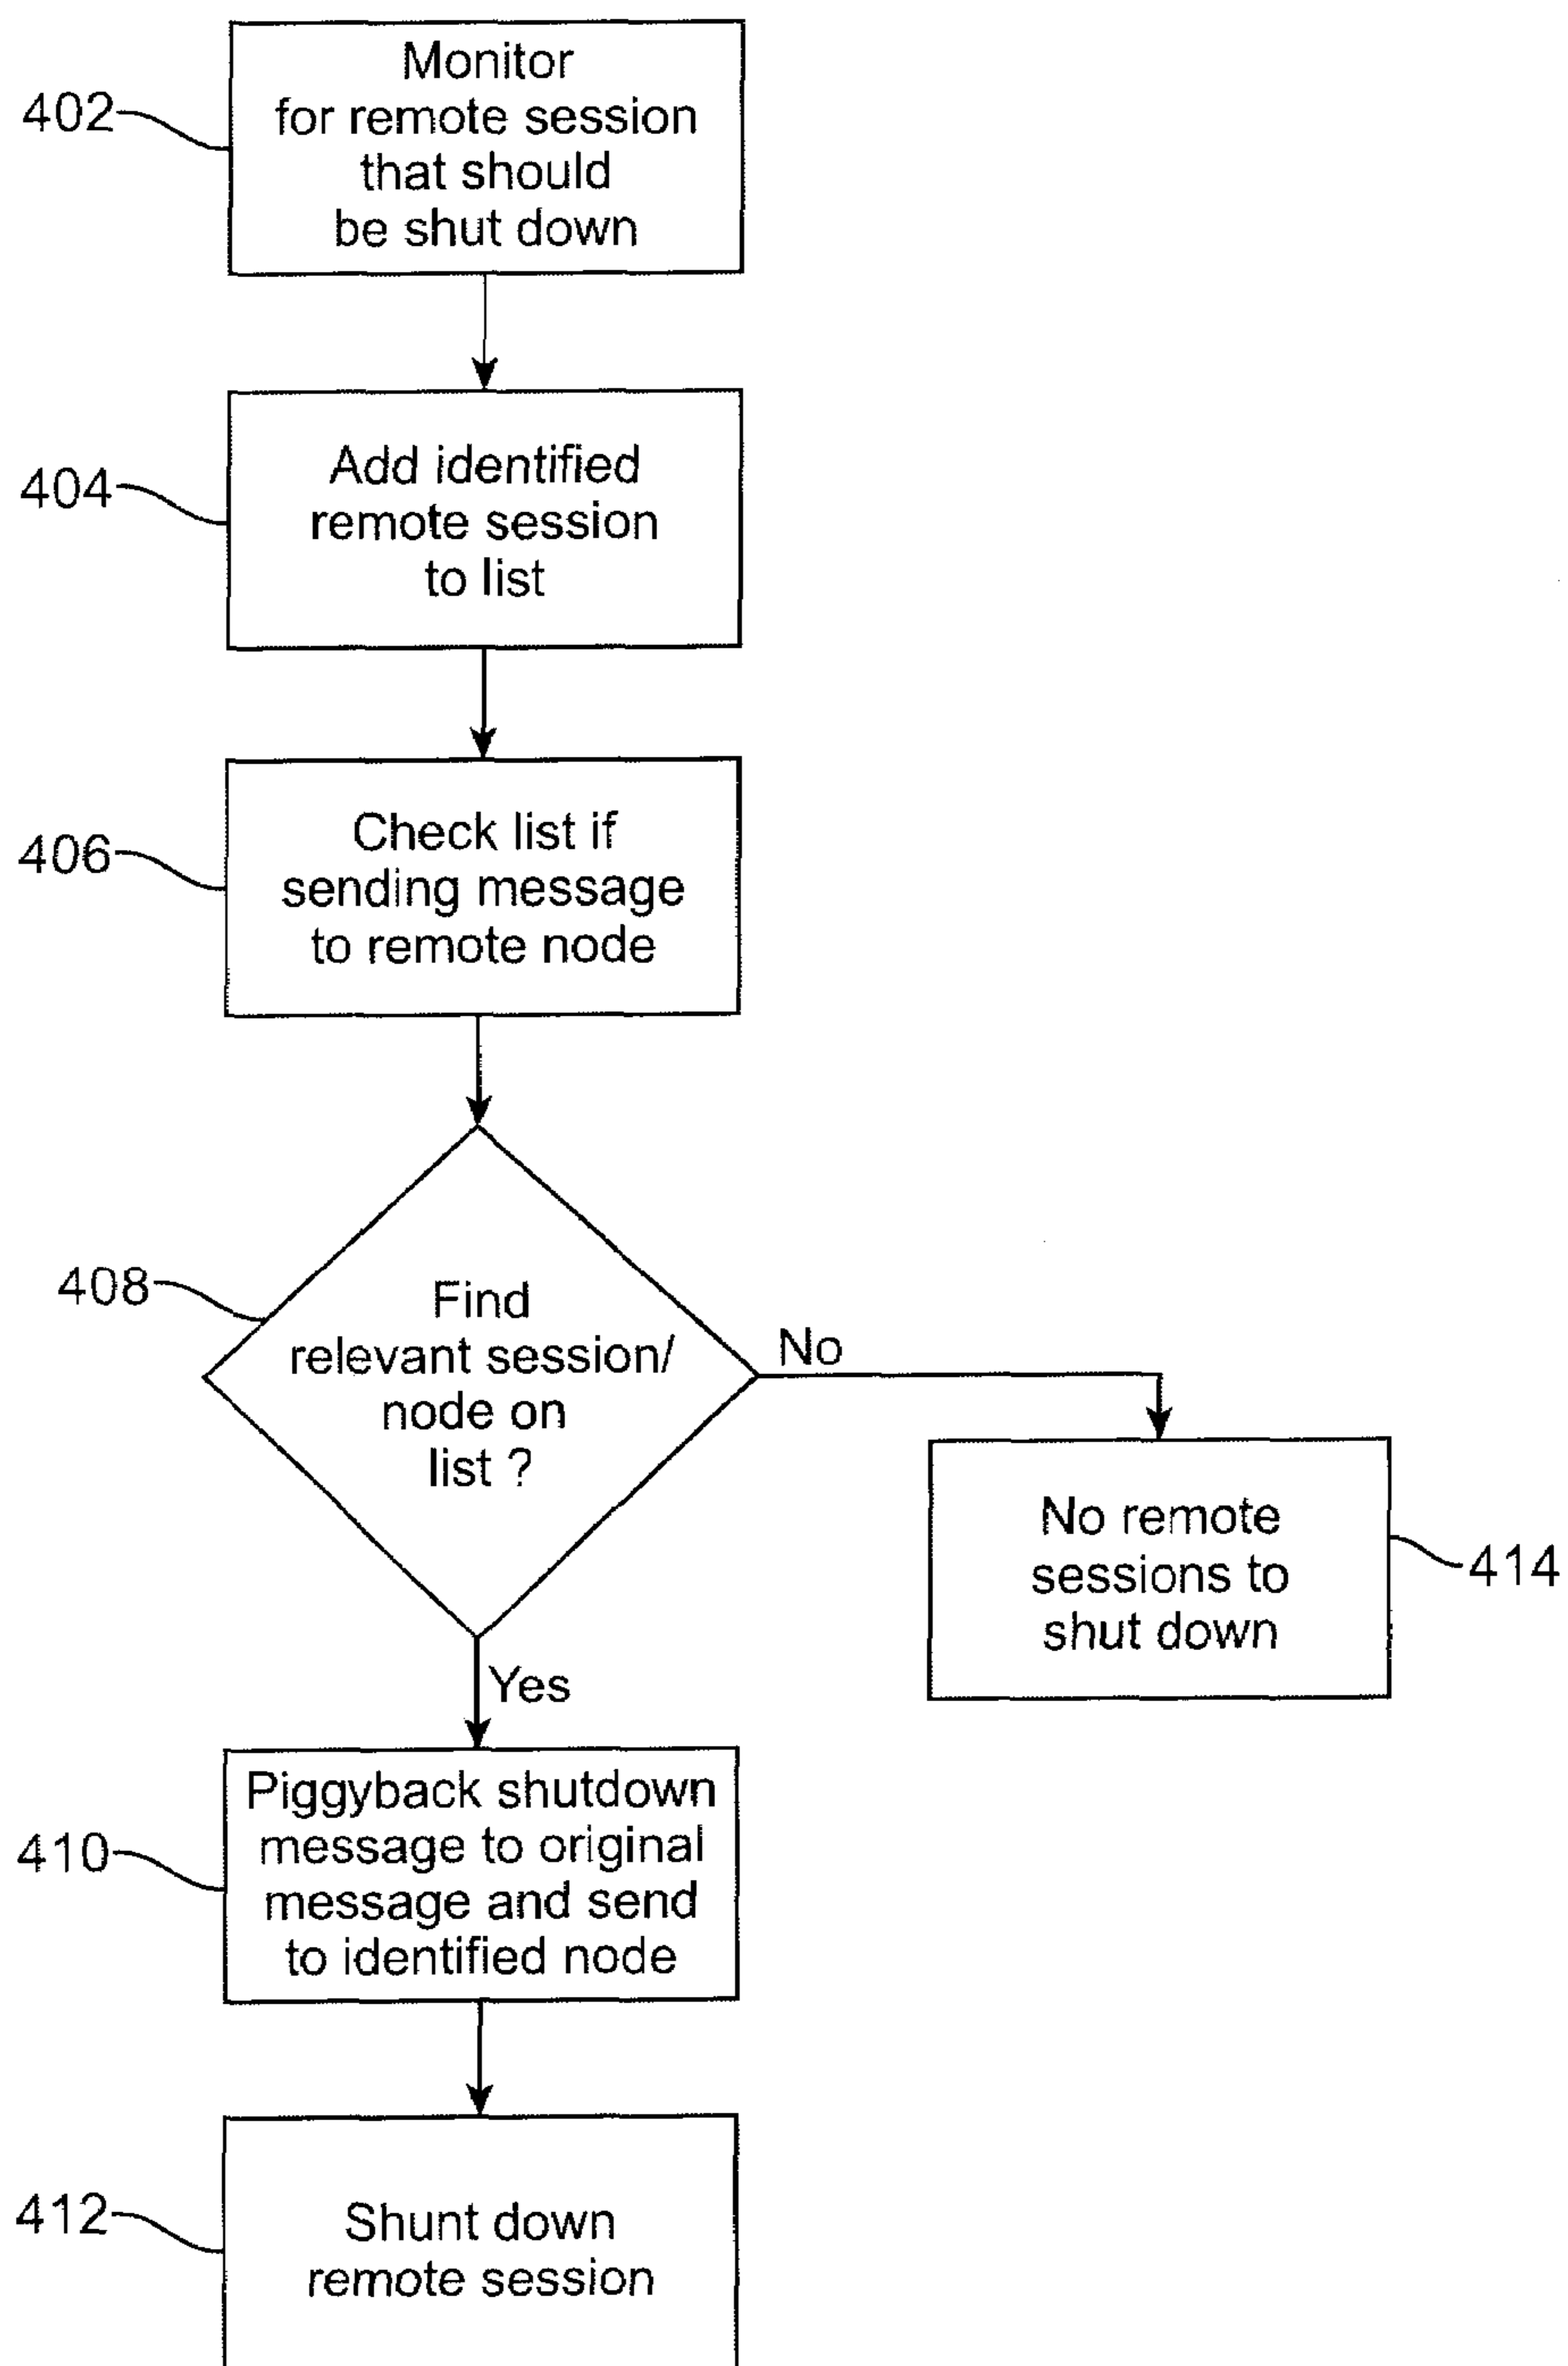 402
Monitor
for remote session
that should
be shut down
404
Add identified
remote session
to list
406
Check list if
sending message
to remote node
408
Find
relevant session/
node on
list ?
No
No remote
sessions to
shut down
414
Yes
410
Piggyback shutdown
message to original
message and send
to identified node
412
Shunt down
remote session